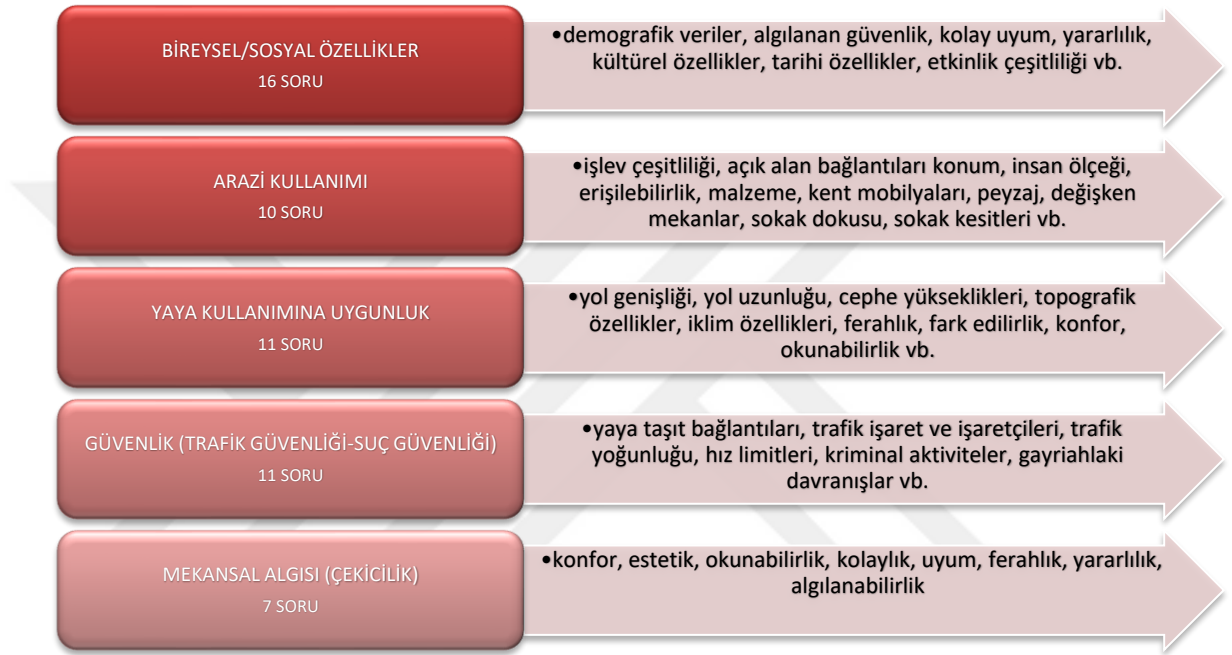 BİREYSEL/SOSYAL ÖZELLİKLER
16 SORU
•demografik veriler, algılanan güvenlik, kolay uyum, yararlılık,
kültürel özellikler, tarihi özellikler, etkinlik çeşitliliği vb.
ARAZİ KULLANIMI
10 SORU
•işlev çeşitliliği, açık alan bağlantıları konum, insan ölçeği,
erişilebilirlik, malzeme, kent mobilyaları, peyzaj, değişken
mekanlar, sokak dokusu, sokak kesitleri vb.
YAYA KULLANIMINA UYGUNLUK
11 SORU
•yol genişliği, yol uzunluğu, cephe yükseklikleri, topografik
özellikler, iklim özellikleri, ferahlık, fark edilirlik, konfor,
okunabilirlik vb.
GÜVENLİK (TRAFİK GÜVENLİĞİ-SUÇ GÜVENLİĞİ)
11 SORU
•yaya taşıt bağlantıları, trafik işaret ve işaretçileri, trafik
yoğunluğu, hız limitleri, kriminal aktiviteler, gayriahlaki
davranışlar vb.
MEKANSAL ALGISI (ÇEKİCİLİK)
7 SORU
•konfor, estetik, okunabilirlik, kolaylık, uyum, ferahlık, yararlılık,
algılanabilirlik